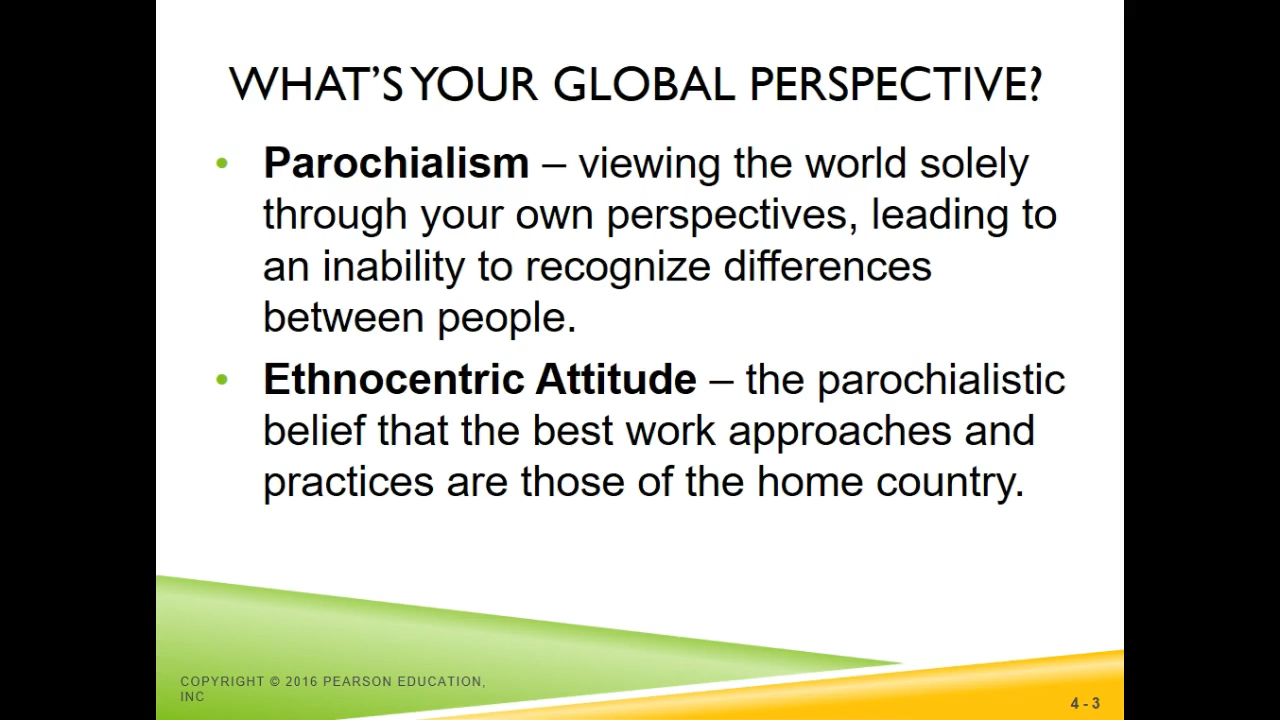 WHAT'S YOUR GLOBAL PERSPECTIVE?
• Parochialism – viewing the world solely
through your own perspectives, leading to
an inability to recognize differences
between people.
• Ethnocentric Attitude – the parochialistic
belief that the best work approaches and
practices are those of the home country.
COPYRIGHT © 2016 PEARSON EDUCATION,
INC
4 - 3